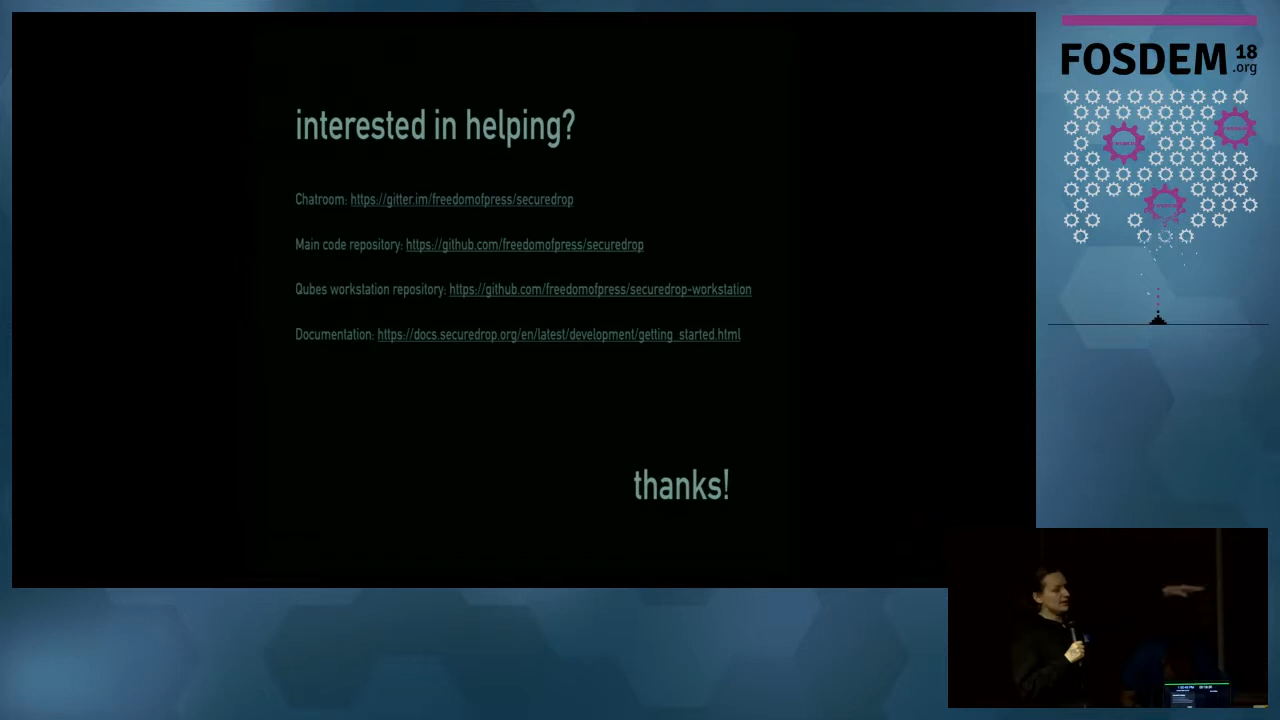 interested in helping?
Chatroom: https://gitter.im/freedomofpress/securedrop
Main code repository: https://github.com/freedomofpress/securedrop
Qubes workstation repository: https://github.com/freedomofpress/securedrop-workstation
Documentation: https://docs.securedrop.org/en/latest/development/getting_started.html
thanks!
FOSDEM 18
.org